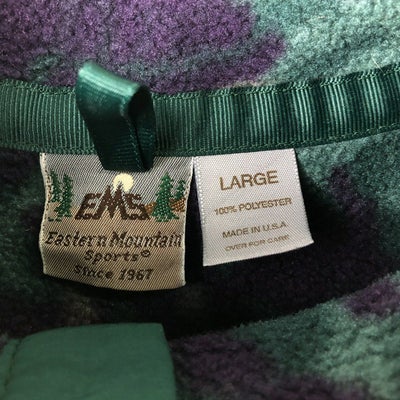 EMS
Eastern Mountain
Sports®
Since 1967
LARGE
100% POLYESTER
MADE IN U.S.A
OVER FOR CARE